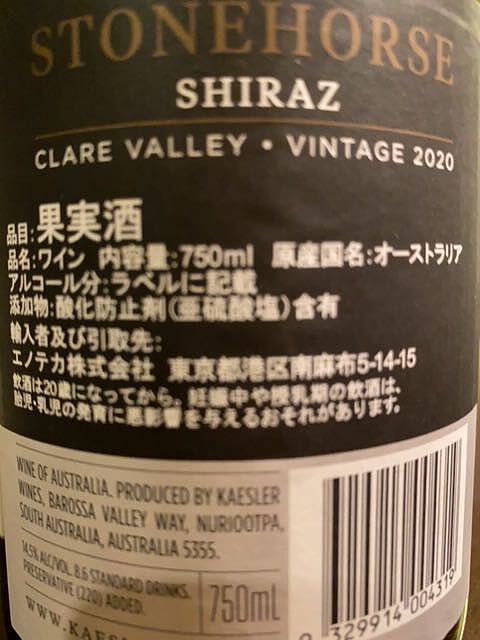 STONEHORSE
SHIRAZ
CLARE VALLEY • VINTAGE 2020
品目:果実酒
品名:ワイン 内容量:750ml 原産国名:オーストラリア
アルコール分:ラベルに記載
添加物:酸化防止剤(亜硫酸塩)含有
輸入者及び引取先:
エノテカ株式会社 東京都港区南麻布5-14-15
飲酒は20歳になってから。妊娠中や授乳期の飲酒は、
胎児・乳児の発育に悪影響を与えるおそれがあります。
WINE OF AUSTRALIA. PRODUCED BY KAESLER
WINES, BAROSSA VALLEY WAY, NURIOOTPA,
SOUTH AUSTRALIA, AUSTRALIA 5355.
14.5% ALC/VOL. 8.6 STANDARD DRINKS.
PRESERVATIVE (220) ADDED.
750mL
WWW.KAES
9 329914 004319